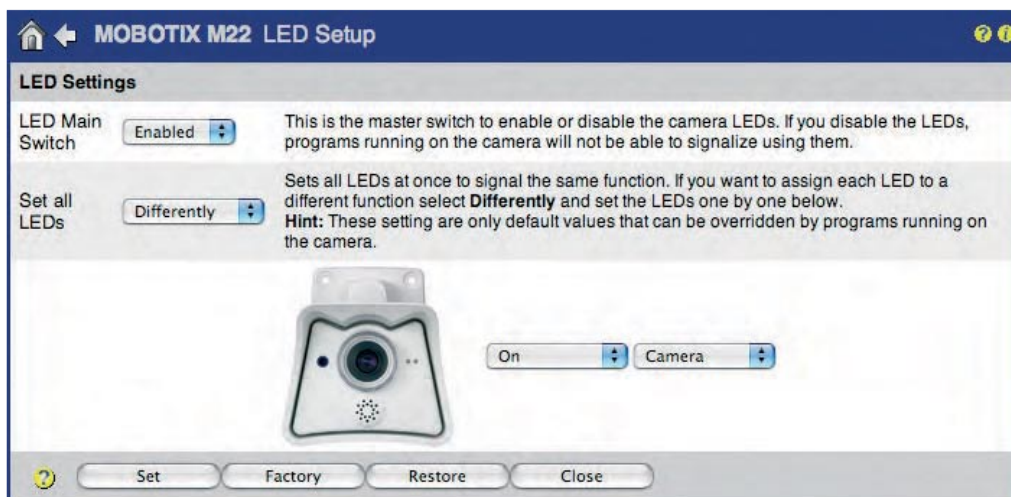 MOBOTIX M22 LED Setup
LED Settings
LED Main
Switch
Enabled
This is the master switch to enable or disable the camera LEDs. If you disable the LEDs,
programs running on the camera will not be able to signalize using them.
Set all
LEDs
Differently
Sets all LEDs at once to signal the same function. If you want to assign each LED to a
different function select Differently and set the LEDs one by one below.
Hint: These setting are only default values that can be overridden by programs running on
the camera.
On
Camera
? Set Factory Restore Close